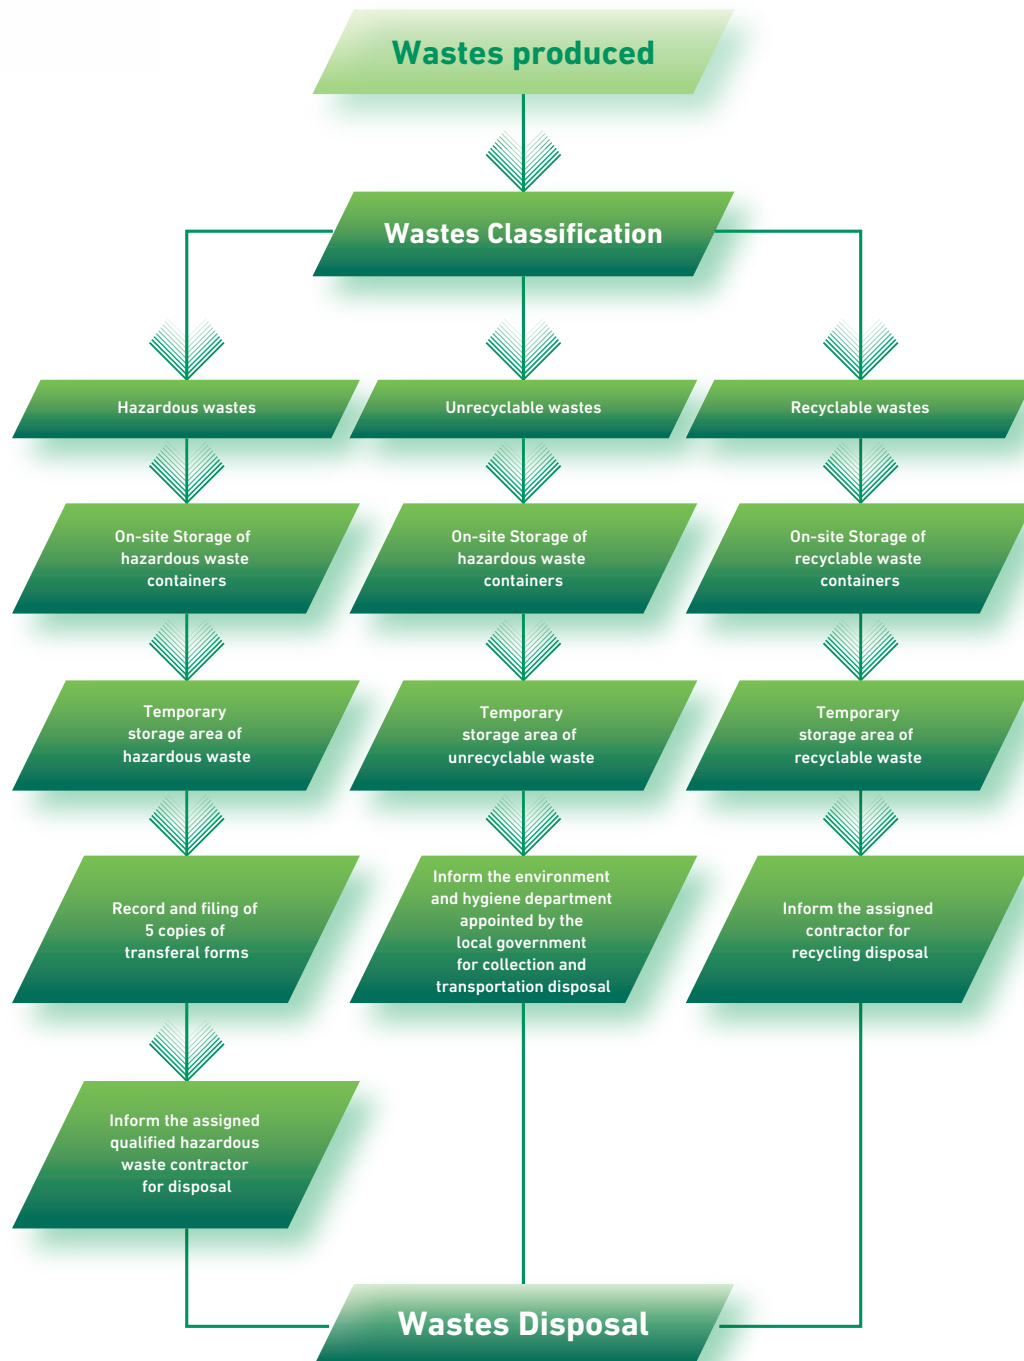 Wastes produced
Wastes Classification
Hazardous wastes
Unrecyclable wastes
Recyclable wastes
On-site Storage of
hazardous waste
containers
On-site Storage of
hazardous waste
containers
On-site Storage of
recyclable waste
containers
Temporary
storage area of
hazardous waste
Temporary
storage area of
unrecyclable waste
Temporary
storage area of
recyclable waste
Record and filing of
5 copies of
transferal forms
Inform the environment
and hygiene department
appointed by the
local government
for collection and
transportation disposal
Inform the assigned
contractor for
recycling disposal
Inform the assigned
qualified hazardous
waste contractor
for disposal
Wastes Disposal